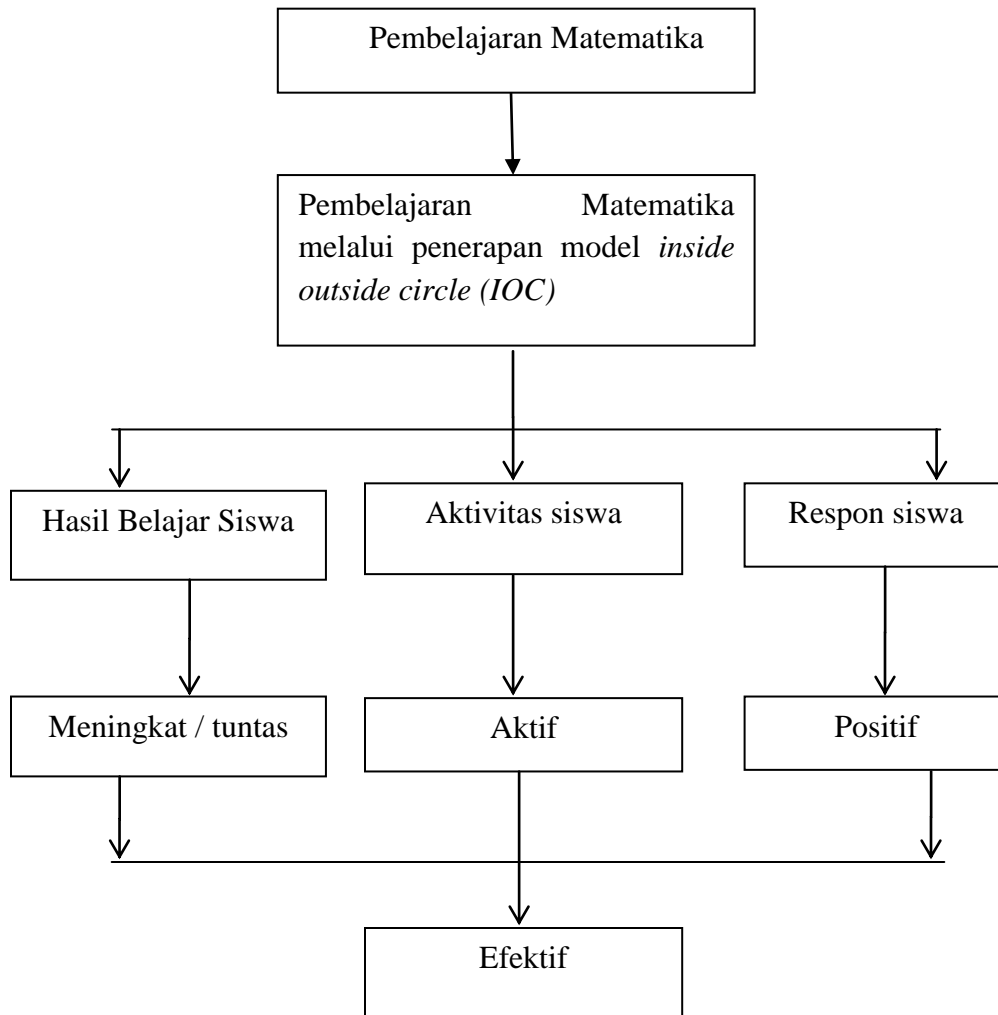 Pembelajaran Matematika
Pembelajaran Matematika
melalui penerapan model inside
outside circle (IOC)
Hasil Belajar Siswa
Aktivitas siswa
Respon siswa
Meningkat / tuntas
Aktif
Positif
Efektif